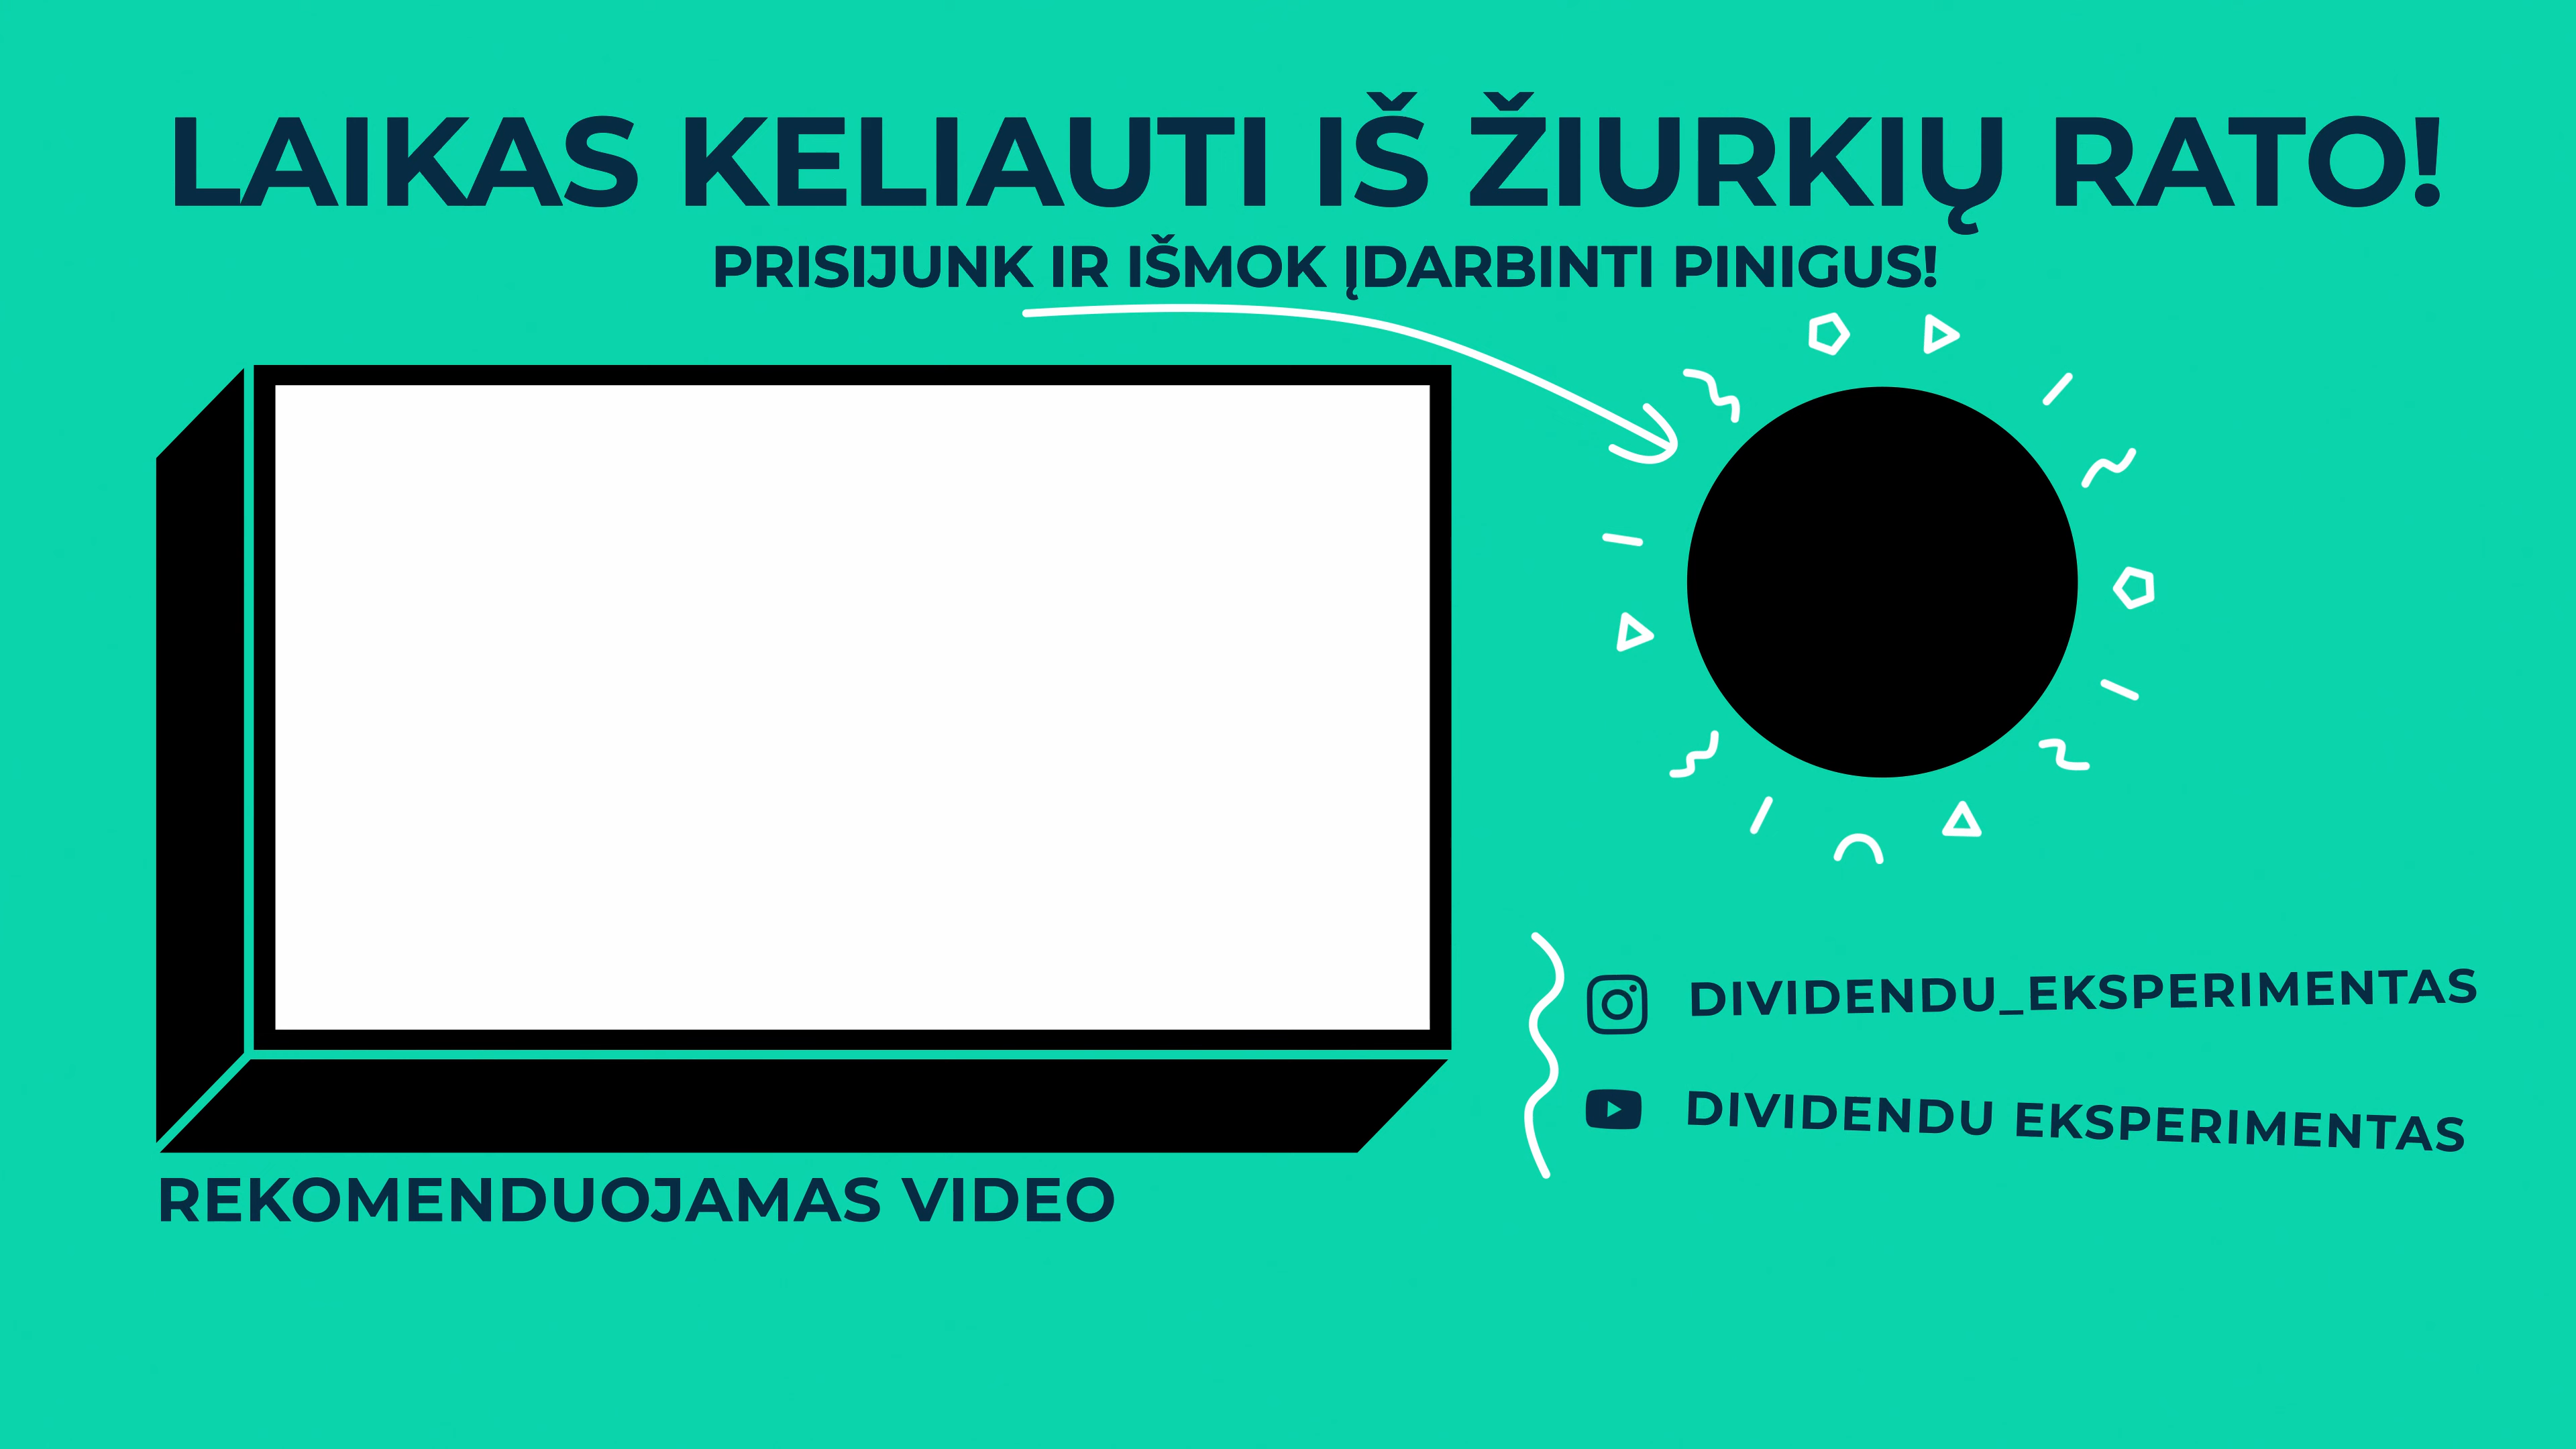 LAIKAS KELIAUTI IŠ ŽIURKIŲ RATO!
PRISIJUNK IR IŠMOK ĮDARBINTI PINIGUS!
DIVIDENDU_EKSPERIMENTAS
DIVIDENDU EKSPERIMENTAS
REKOMENDUOJAMAS VIDEO